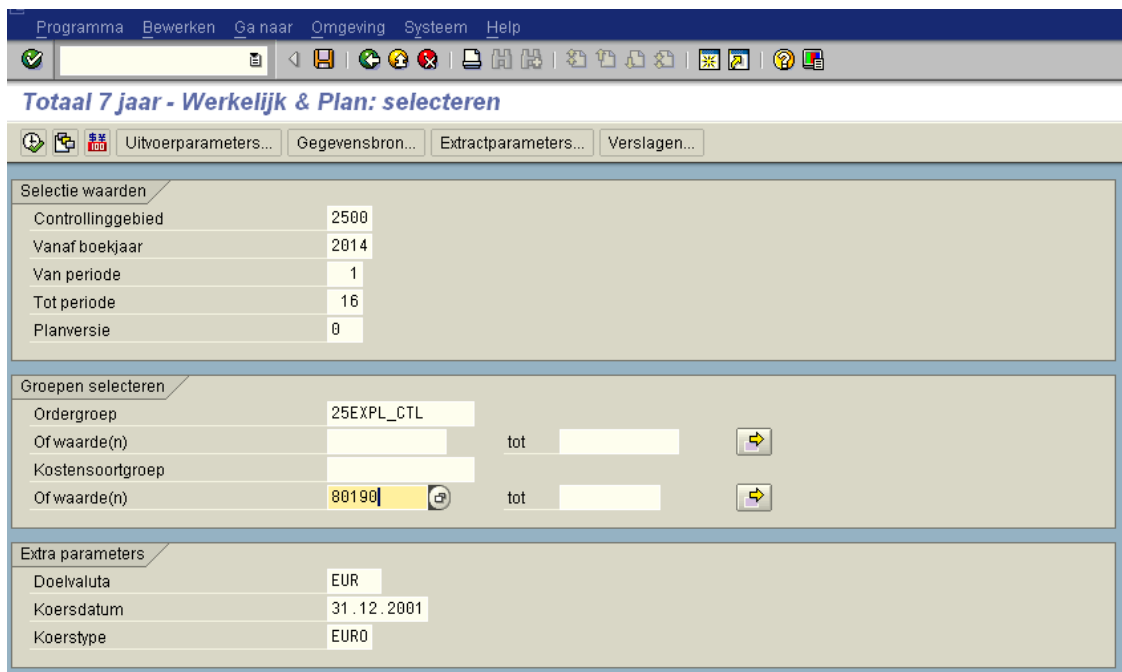 Programma Bewerken Ga naar Omgeving Systeem Help
Totaal 7 jaar - Werkelijk & Plan: selecteren
Uitvoerparameters... Gegevensbron... Extractparameters... Verslagen...
Selectie waarden
Controllinggebied 2500
Vanaf boekjaar 2014
Van periode 1
Tot periode 16
Planversie 0
Groepen selecteren
Ordergroep 25EXPL_CTL
Of waarde(n) tot
Kostensoortgroep
Of waarde(n) 80190 tot
Extra parameters
Doelvaluta EUR
Koersdatum 31.12.2001
Koerstype EURO